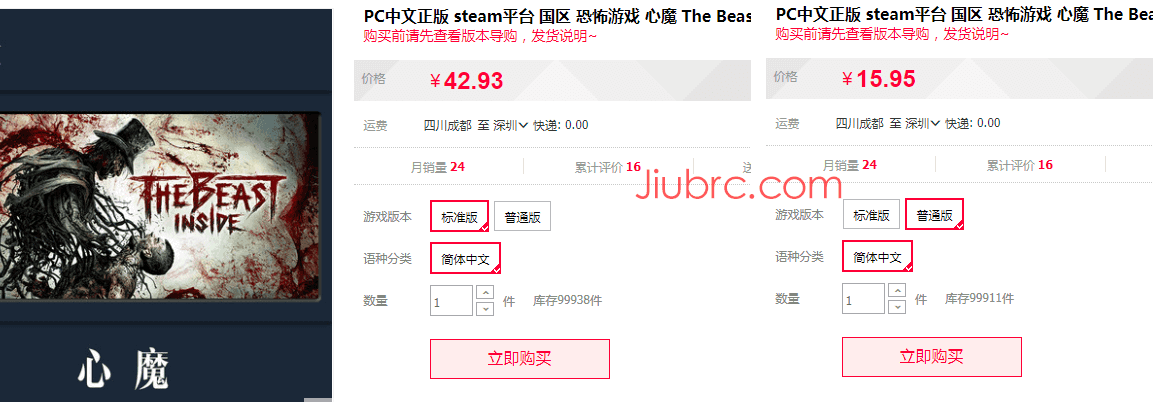 THE BEAST
INSIDE
心 魔
PC中文正版 steam平台 国区 恐怖游戏 心魔 The Beas
购买前请先查看版本导购，发货说明~
价格 ¥ 42.93
运费 四川成都 至 深圳 快递: 0.00
月销量 24 累计评价 16
游戏版本 标准版 普通版
语种分类 简体中文
数量 1 件 库存99938件
立即购买
Jiubrc.com
PC中文正版 steam平台 国区 恐怖游戏 心魔 The Bea
购买前请先查看版本导购，发货说明~
价格 ¥ 15.95
运费 四川成都 至 深圳 快递: 0.00
月销量 24 累计评价 16
游戏版本 标准版 普通版
语种分类 简体中文
数量 1 件 库存99911件
立即购买